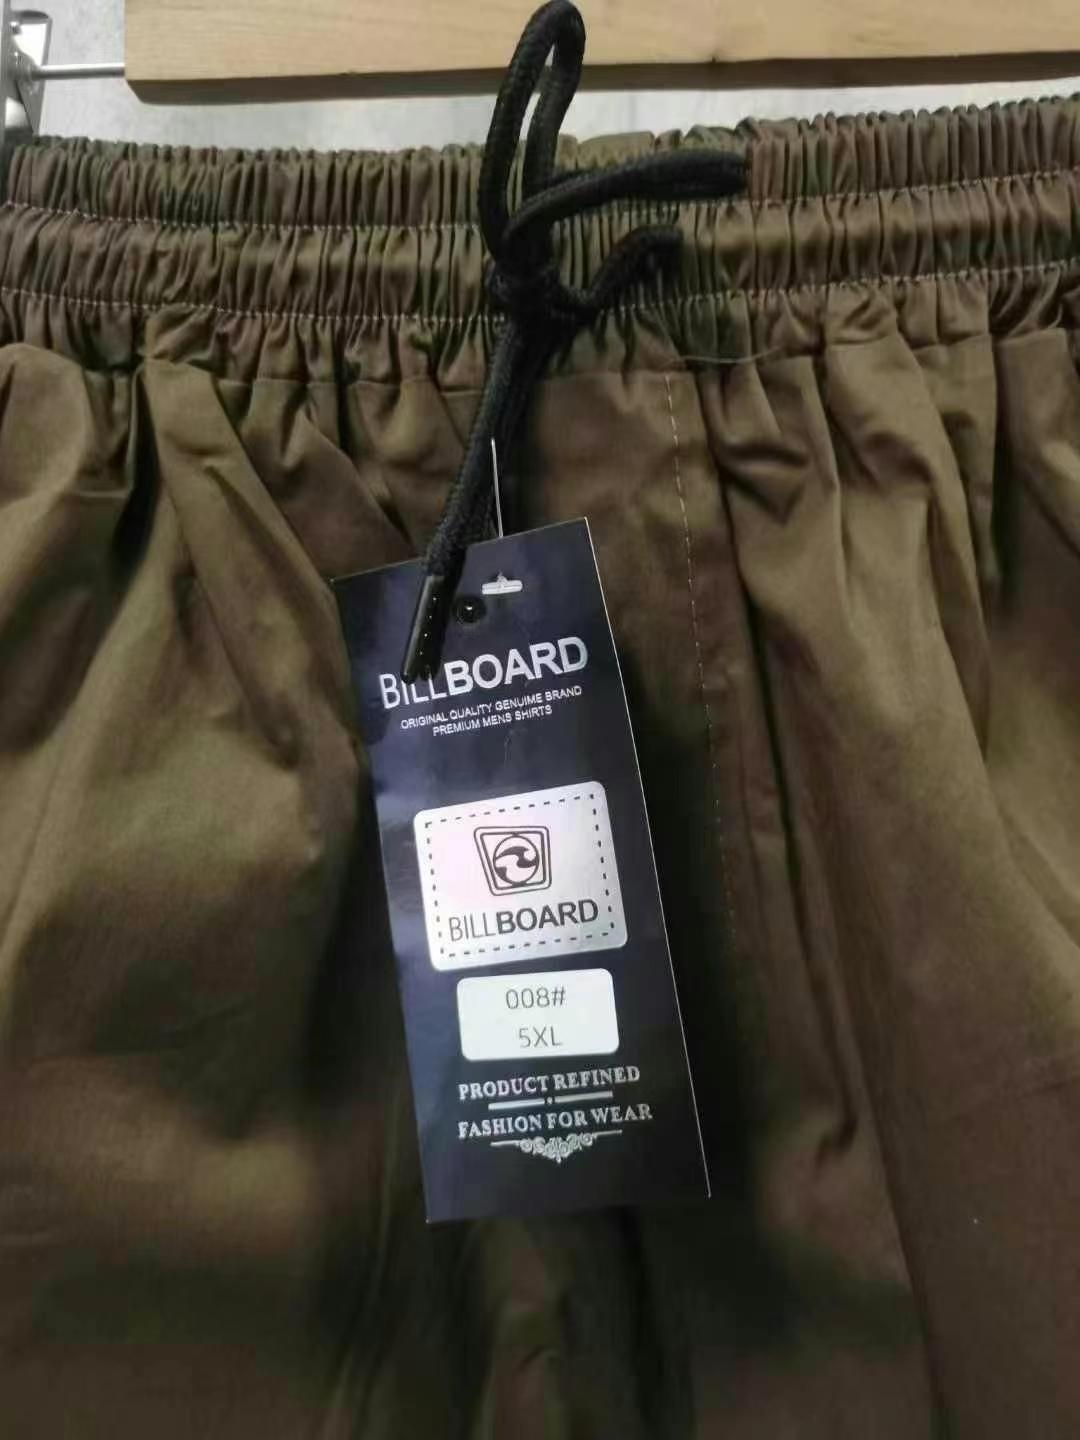 BILLBOARD
ORIGINAL QUALITY GENUIME BRAND
PREMIUM MENS SHIRTS
BILLBOARD
008#
5XL
PRODUCT REFINED
FASHION FOR WEAR